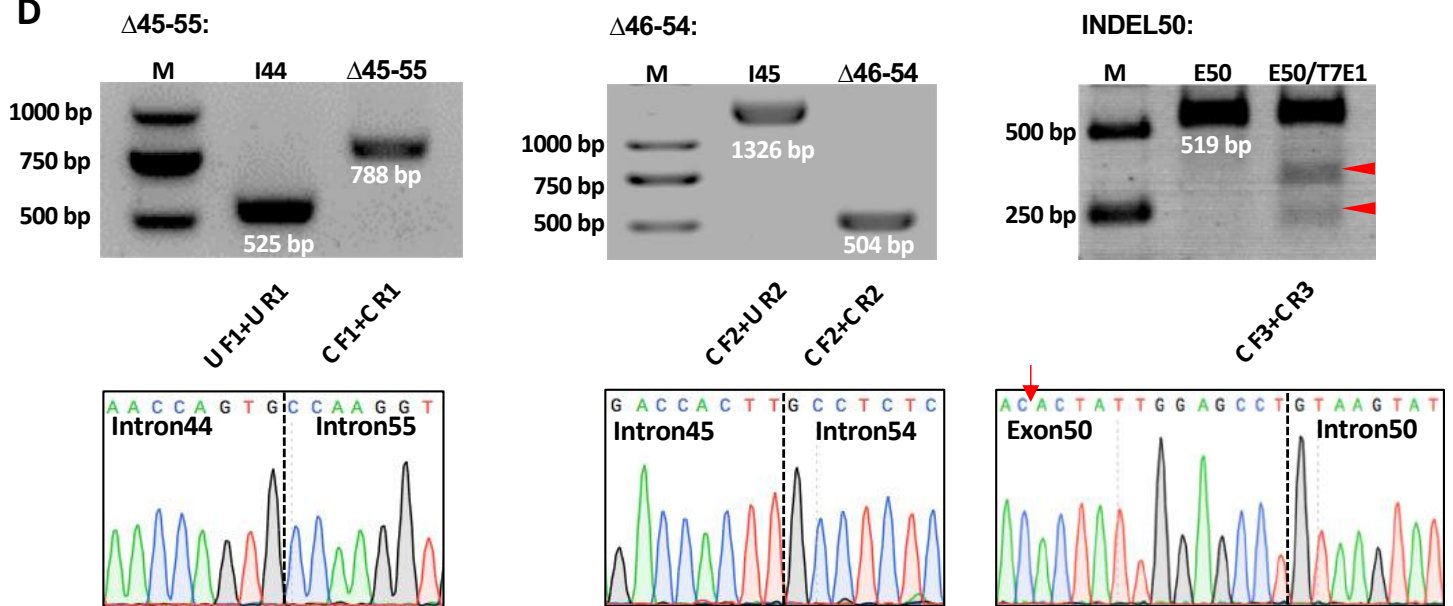 D
Δ45-55:
M I44 Δ45-55
1000 bp
750 bp
500 bp
525 bp
788 bp
U F1+U R1
C F1+C R1
A A C C A G T G C C A A G G T
Intron44 Intron55
Δ46-54:
M I45 Δ46-54
1000 bp
750 bp
500 bp
1326 bp
504 bp
C F2+U R2
C F2+C R2
G A C C A C T T G C C T C T C
Intron45 Intron54
INDEL50:
M E50 E50/T7E1
500 bp
250 bp
519 bp
C F3+C R3
A C A C T A T T G G A G C C T G T A A G T A T
Exon50 Intron50